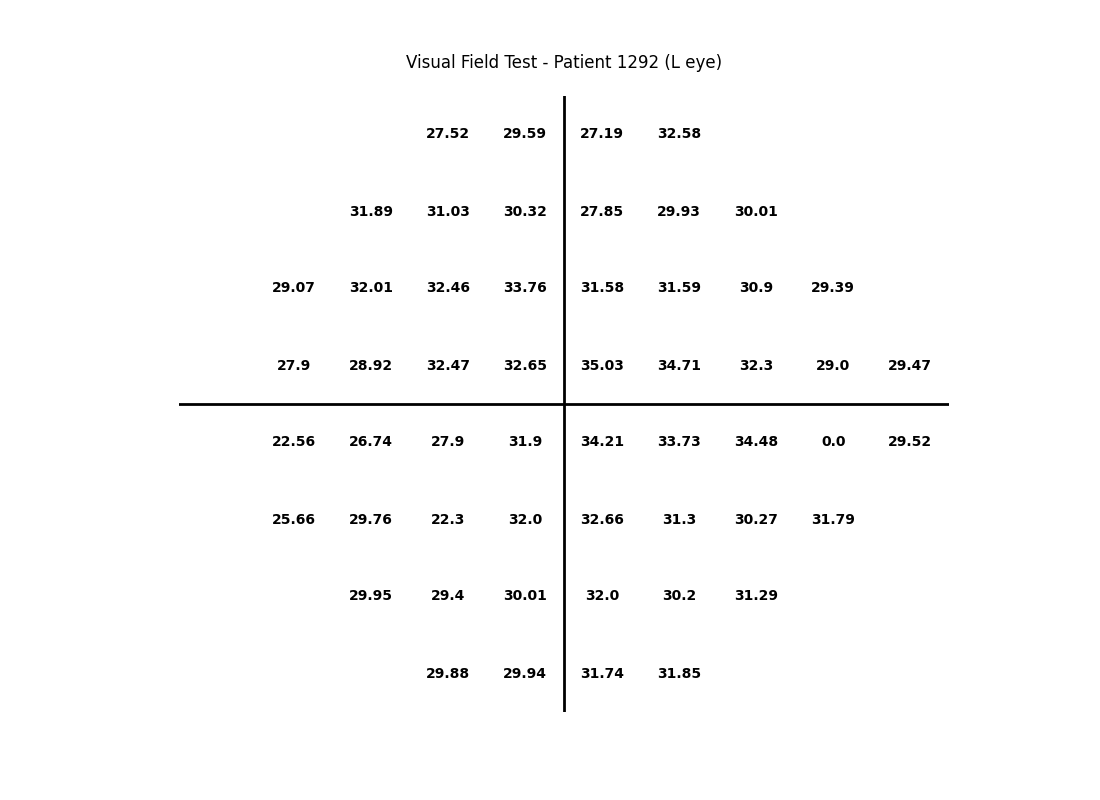 Visual Field Test - Patient 1292 (L eye)
27.52 29.59 27.19 32.58
31.89 31.03 30.32 27.85 29.93 30.01
29.07 32.01 32.46 33.76 31.58 31.59 30.9 29.39
27.9 28.92 32.47 32.65 35.03 34.71 32.3 29.0 29.47
22.56 26.74 27.9 31.9 34.21 33.73 34.48 0.0 29.52
25.66 29.76 22.3 32.0 32.66 31.3 30.27 31.79
29.95 29.4 30.01 32.0 30.2 31.29
29.88 29.94 31.74 31.85